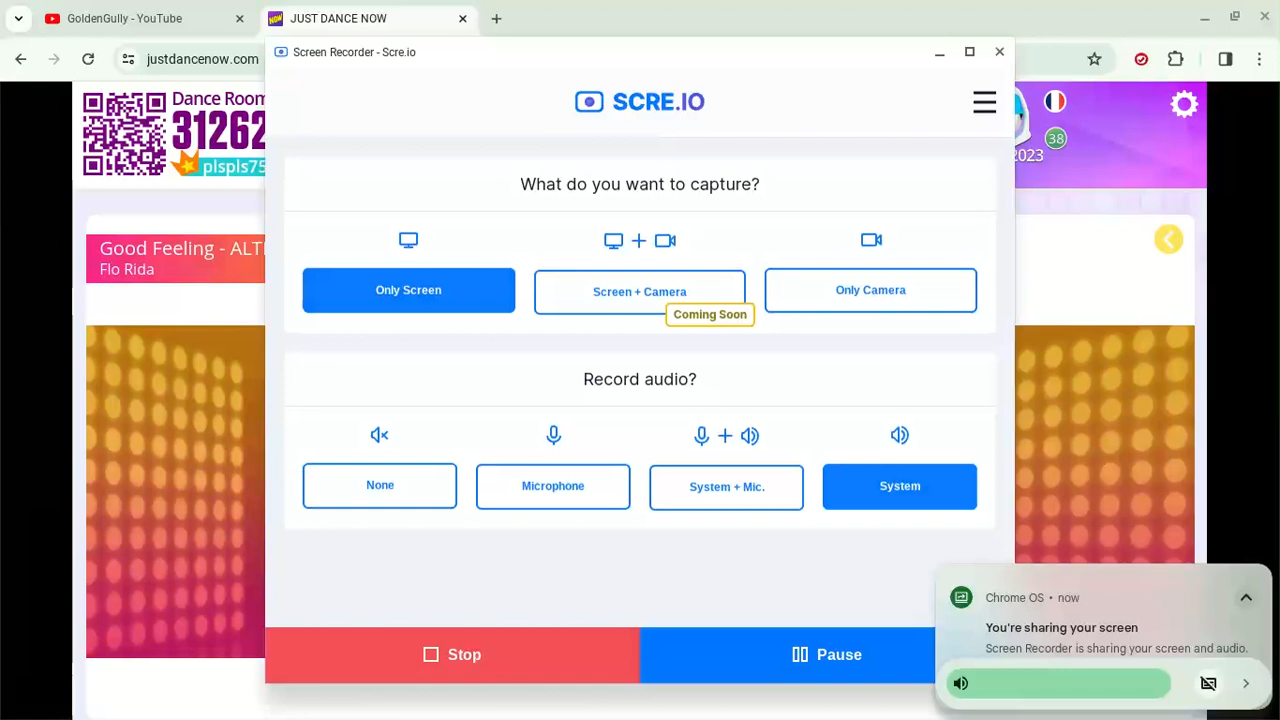 GoldenGully - YouTube
JUST DANCE NOW
justdancenow.com
Screen Recorder - Scre.io
SCRE.IO
Dance Room
31262
plspls75
38
2023
What do you want to capture?
Good Feeling - ALT
Flo Rida
Only Screen
Screen + Camera
Only Camera
Coming Soon
Record audio?
None
Microphone
System + Mic.
System
Chrome OS • now
You're sharing your screen
Screen Recorder is sharing your screen and audio.
Stop
Pause